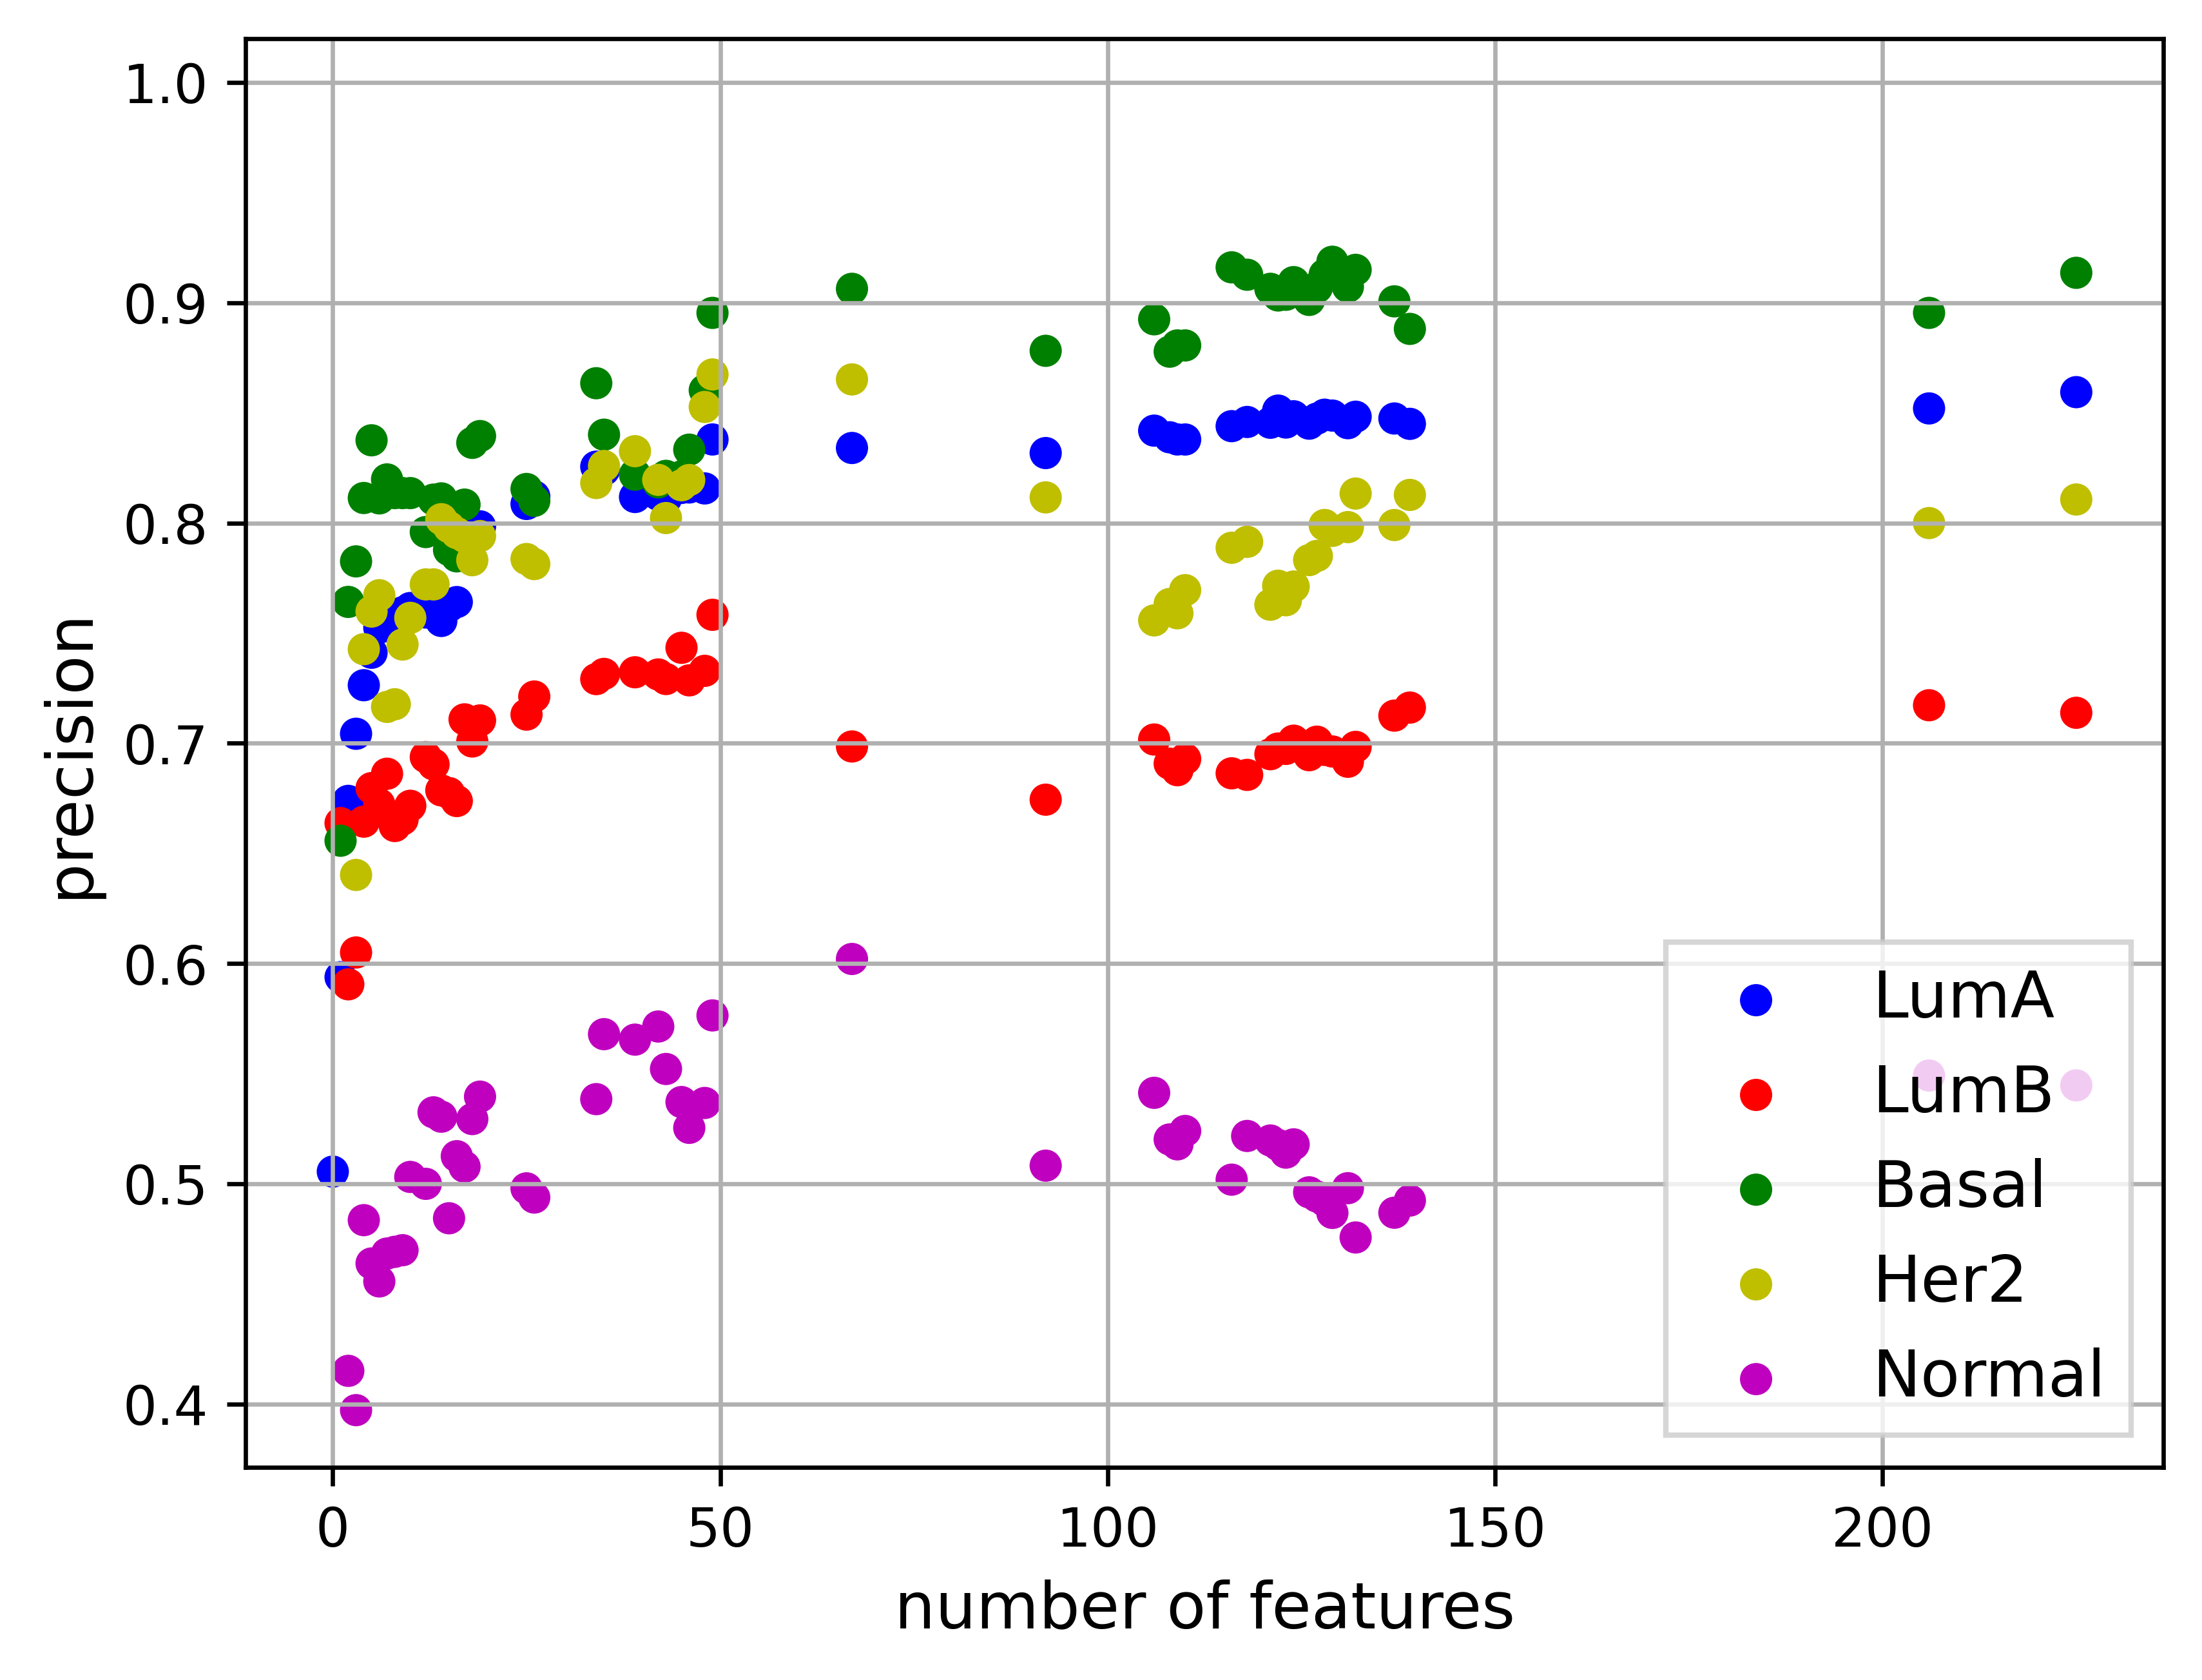 1.0
0.9
0.8
0.7
0.6
0.5
0.4
precision
0 50 100 150 200
number of features
LumA
LumB
Basal
Her2
Normal